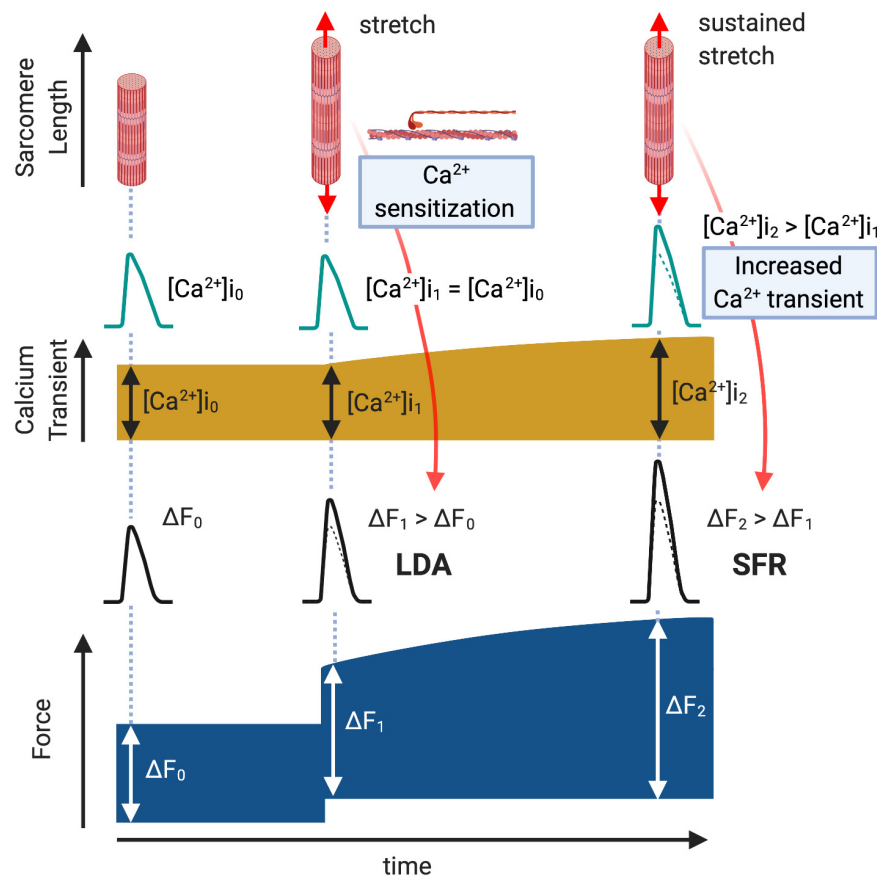 stretch
sustained
stretch
Sarcomere
Length
Ca²⁺
sensitization
[Ca²⁺]i₀
[Ca²⁺]i₁ = [Ca²⁺]i₀
[Ca²⁺]i₂ > [Ca²⁺]i₁
Increased
Ca²⁺ transient
Calcium
Transient
[Ca²⁺]i₀
[Ca²⁺]i₁
[Ca²⁺]i₂
ΔF₀
ΔF₁ > ΔF₀
LDA
ΔF₂ > ΔF₁
SFR
Force
ΔF₀
ΔF₁
ΔF₂
time